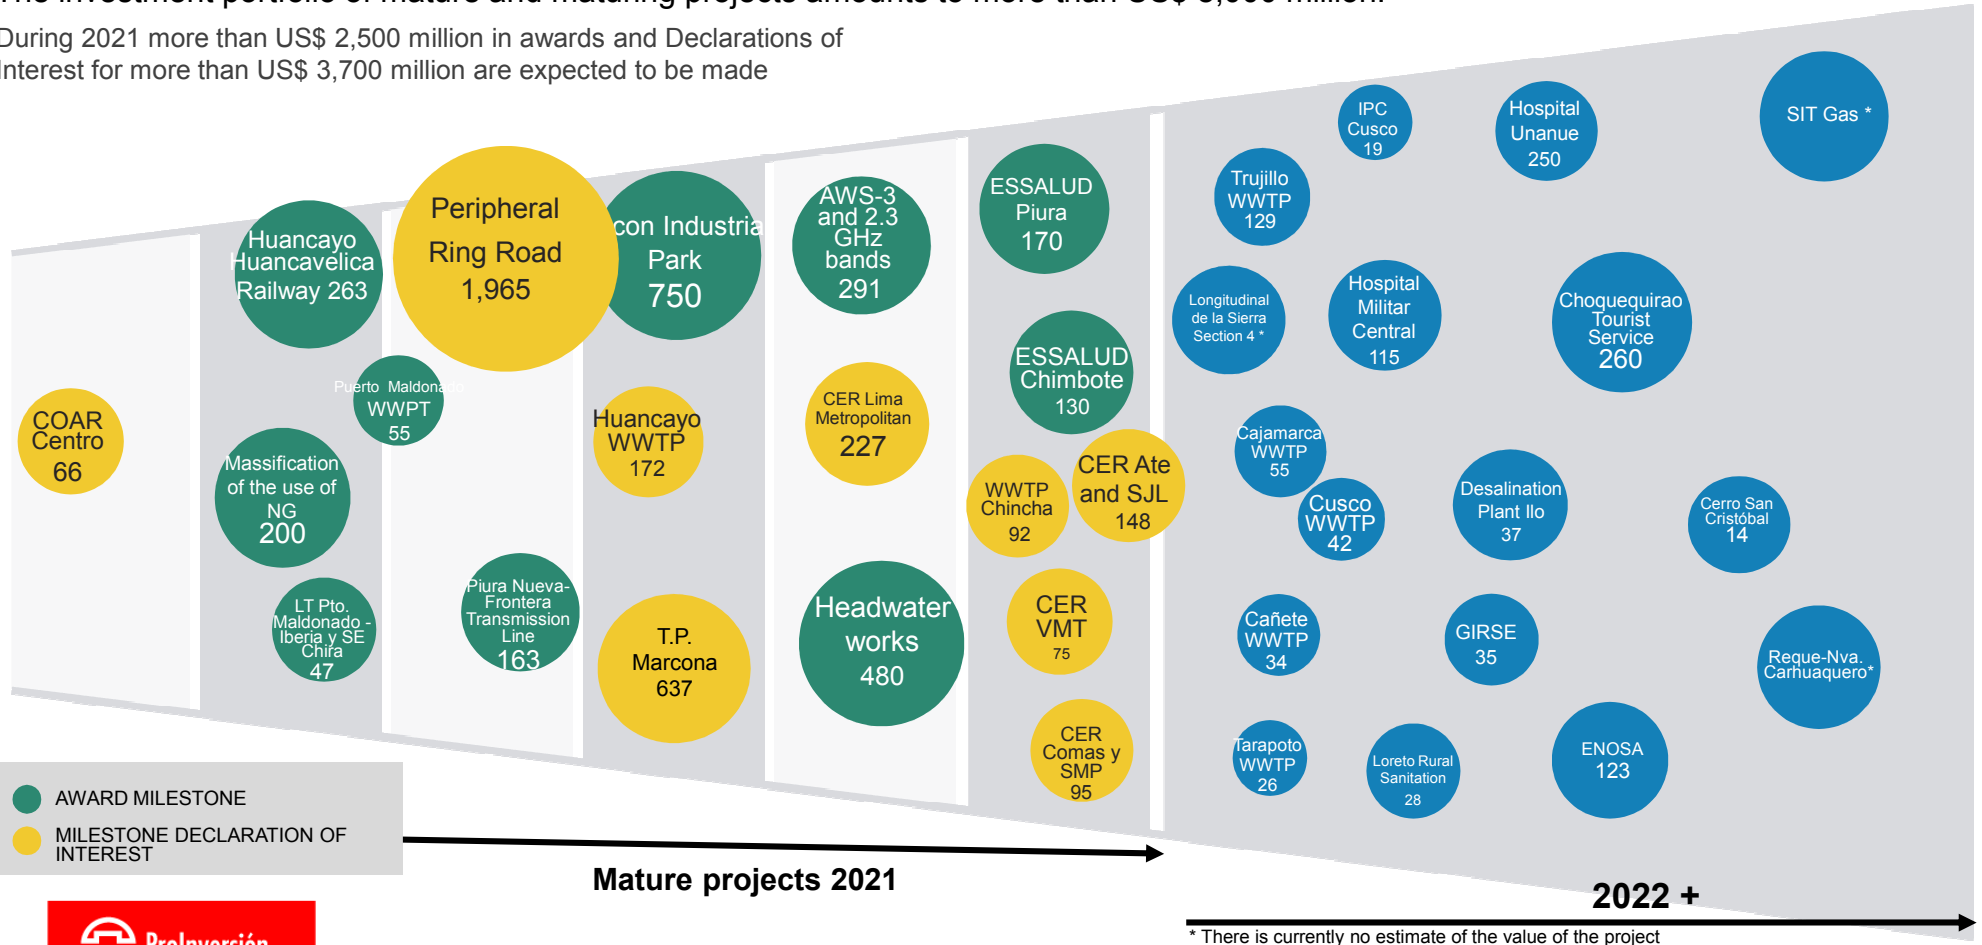 During 2021 more than US$ 2,500 million in awards and Declarations of
Interest for more than US$ 3,700 million are expected to be made
COAR
Centro
66
Huancayo
Huancavelica
Railway 263
Puerto Maldonado
WWPT
55
Massification
of the use of
NG
200
LT Pto.
Maldonado -
Iberia y SE
Chira
47
Peripheral
Ring Road
1,965
Piura Nueva-
Frontera
Transmission
Line
163
con Industria
Park
750
Huancayo
WWTP
172
T.P.
Marcona
637
AWS-3
and 2.3
GHz
bands
291
CER Lima
Metropolitan
227
Headwater
works
480
ESSALUD
Piura
170
ESSALUD
Chimbote
130
WWTP
Chincha
92
CER Ate
and SJL
148
CER
VMT
75
CER
Comas y
SMP
95
IPC
Cusco
19
Hospital
Unanue
250
SIT Gas *
Trujillo
WWTP
129
Longitudinal
de la Sierra
Section 4 *
Hospital
Militar
Central
115
Choquequirao
Tourist
Service
260
Cajamarca
WWTP
55
Cusco
WWTP
42
Desalination
Plant Ilo
37
Cerro San
Cristóbal
14
Cañete
WWTP
34
GIRSE
35
Reque-Nva.
Carhuaquero*
Tarapoto
WWTP
26
Loreto Rural
Sanitation
28
ENOSA
123
AWARD MILESTONE
MILESTONE DECLARATION OF
INTEREST
Mature projects 2021
2022 +
* There is currently no estimate of the value of the project
ProInversión